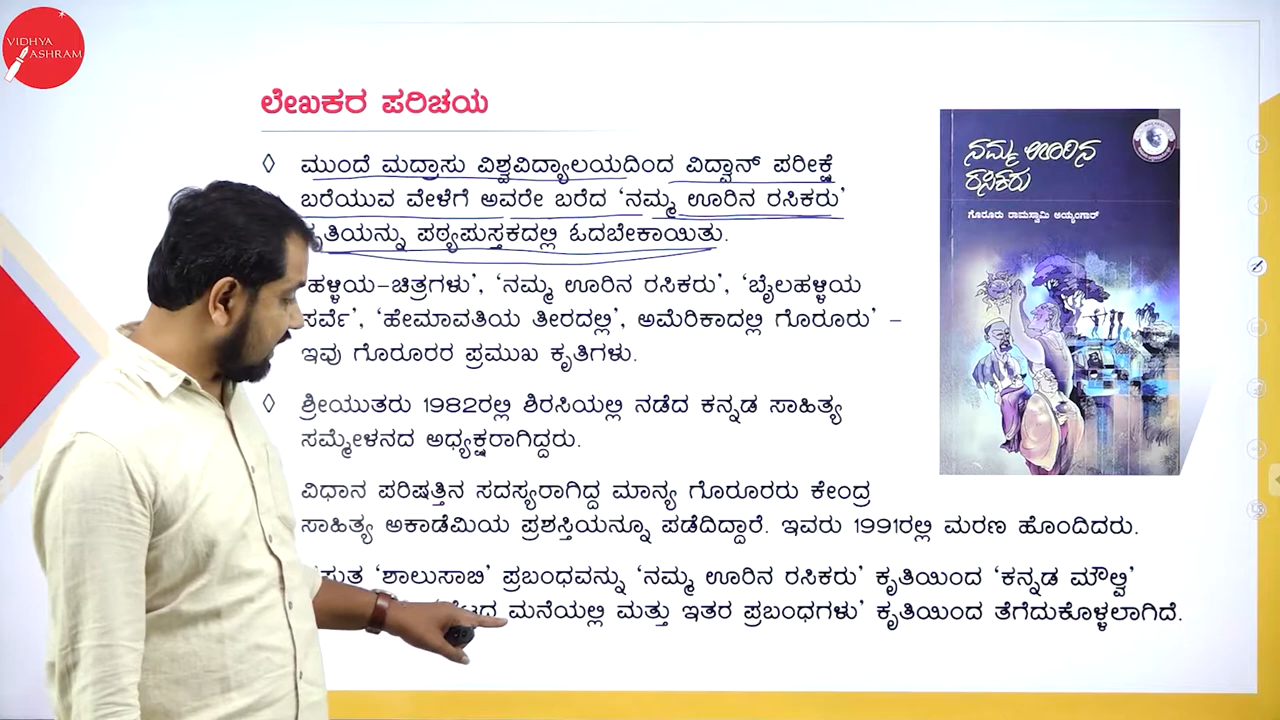 VIDHYA
ASHRAM
ಲೇಖಕರ ಪರಿಚಯ
ಮುಂದೆ ಮದ್ರಾಸು ವಿಶ್ವವಿದ್ಯಾಲಯದಿಂದ ವಿದ್ವಾನ್ ಪರೀಕ್ಷೆ
ಬರೆಯುವ ವೇಳೆಗೆ ಅವರೇ ಬರೆದ ‘ನಮ್ಮ ಊರಿನ ರಸಿಕರು’
ಕೃತಿಯನ್ನು ಪಠ್ಯಪುಸ್ತಕದಲ್ಲಿ ಓದಬೇಕಾಯಿತು.
ಹಳ್ಳಿಯ-ಚಿತ್ರಗಳು’, ‘ನಮ್ಮ ಊರಿನ ರಸಿಕರು’, ‘ಬೈಲಹಳ್ಳಿಯ
ಸರ್ವೆ’, ‘ಹೇಮಾವತಿಯ ತೀರದಲ್ಲಿ’, ಅಮೆರಿಕಾದಲ್ಲಿ ಗೊರೂರು’ –
ಇವು ಗೊರೂರರ ಪ್ರಮುಖ ಕೃತಿಗಳು.
ಶ್ರೀಯುತರು 1982ರಲ್ಲಿ ಶಿರಸಿಯಲ್ಲಿ ನಡೆದ ಕನ್ನಡ ಸಾಹಿತ್ಯ
ಸಮ್ಮೇಳನದ ಅಧ್ಯಕ್ಷರಾಗಿದ್ದರು.
ವಿಧಾನ ಪರಿಷತ್ತಿನ ಸದಸ್ಯರಾಗಿದ್ದ ಮಾನ್ಯ ಗೊರೂರರು ಕೇಂದ್ರ
ಸಾಹಿತ್ಯ ಅಕಾಡೆಮಿಯ ಪ್ರಶಸ್ತಿಯನ್ನೂ ಪಡೆದಿದ್ದಾರೆ. ಇವರು 1991ರಲ್ಲಿ ಮರಣ ಹೊಂದಿದರು.
‘ಶಾಲುಸಾಬಿ’ ಪ್ರಬಂಧವನ್ನು ‘ನಮ್ಮ ಊರಿನ ರಸಿಕರು’ ಕೃತಿಯಿಂದ ‘ಕನ್ನಡ ಮೌಲ್ವಿ’
ಮನೆಯಲ್ಲಿ ಮತ್ತು ಇತರ ಪ್ರಬಂಧಗಳು’ ಕೃತಿಯಿಂದ ತೆಗೆದುಕೊಳ್ಳಲಾಗಿದೆ.
ನಮ್ಮ ಊರಿನ
ರಸಿಕರು
ಗೊರೂರು ರಾಮಸ್ವಾಮಿ ಅಯ್ಯಂಗಾರ್